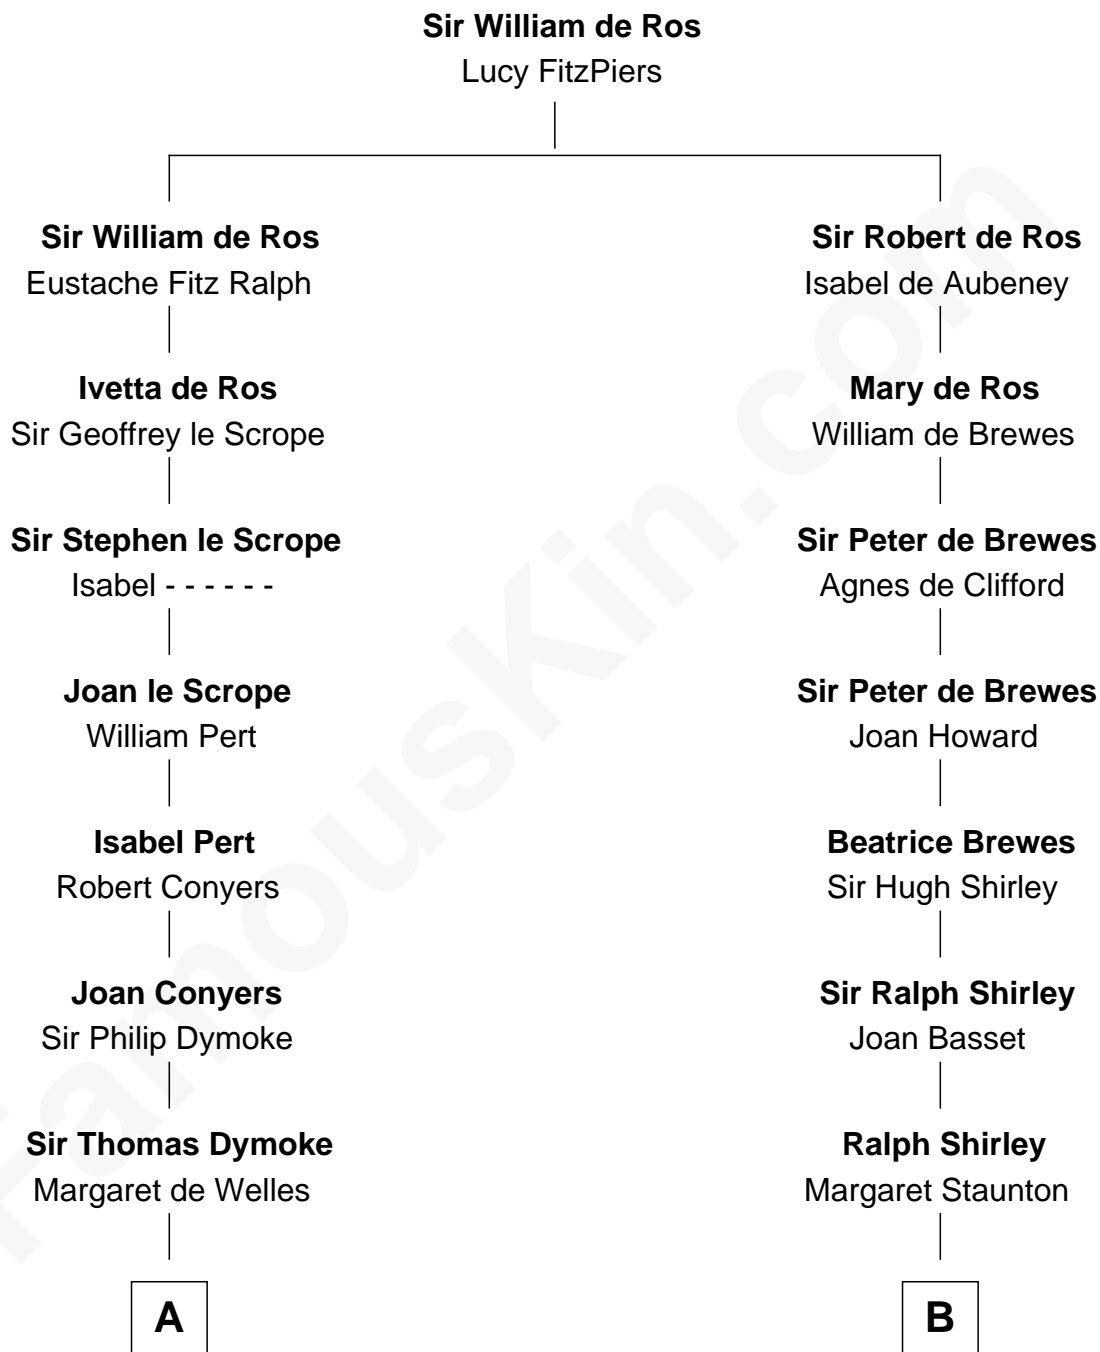 Sir William de Ros
Lucy FitzPiers
Sir William de Ros
Eustache Fitz Ralph
Sir Robert de Ros
Isabel de Aubeney
Ivetta de Ros
Sir Geoffrey le Scrope
Mary de Ros
William de Brewes
Sir Stephen le Scrope
Isabel - - - - - -
Sir Peter de Brewes
Agnes de Clifford
Joan le Scrope
William Pert
Sir Peter de Brewes
Joan Howard
Isabel Pert
Robert Conyers
Beatrice Brewes
Sir Hugh Shirley
Joan Conyers
Sir Philip Dymoke
Sir Ralph Shirley
Joan Basset
Sir Thomas Dymoke
Margaret de Welles
Ralph Shirley
Margaret Staunton
A
B
FamousKin.com